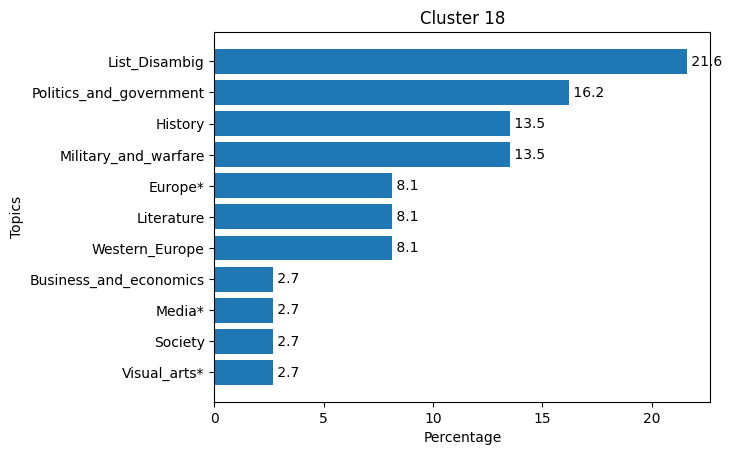 Cluster 18
Topics
List_Disambig 21.6
Politics_and_government 16.2
History 13.5
Military_and_warfare 13.5
Europe* 8.1
Literature 8.1
Western_Europe 8.1
Business_and_economics 2.7
Media* 2.7
Society 2.7
Visual_arts* 2.7
0 5 10 15 20
Percentage